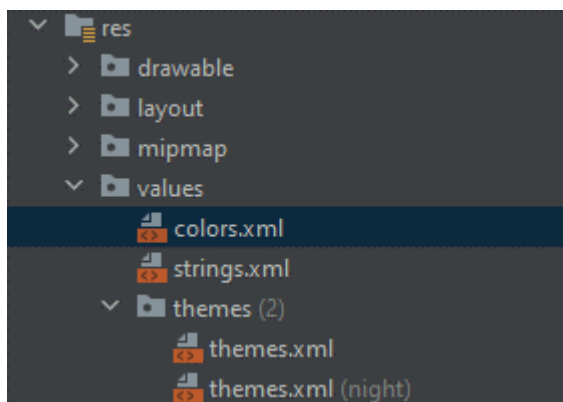 res
drawable
layout
mipmap
values
colors.xml
strings.xml
themes (2)
themes.xml
themes.xml (night)